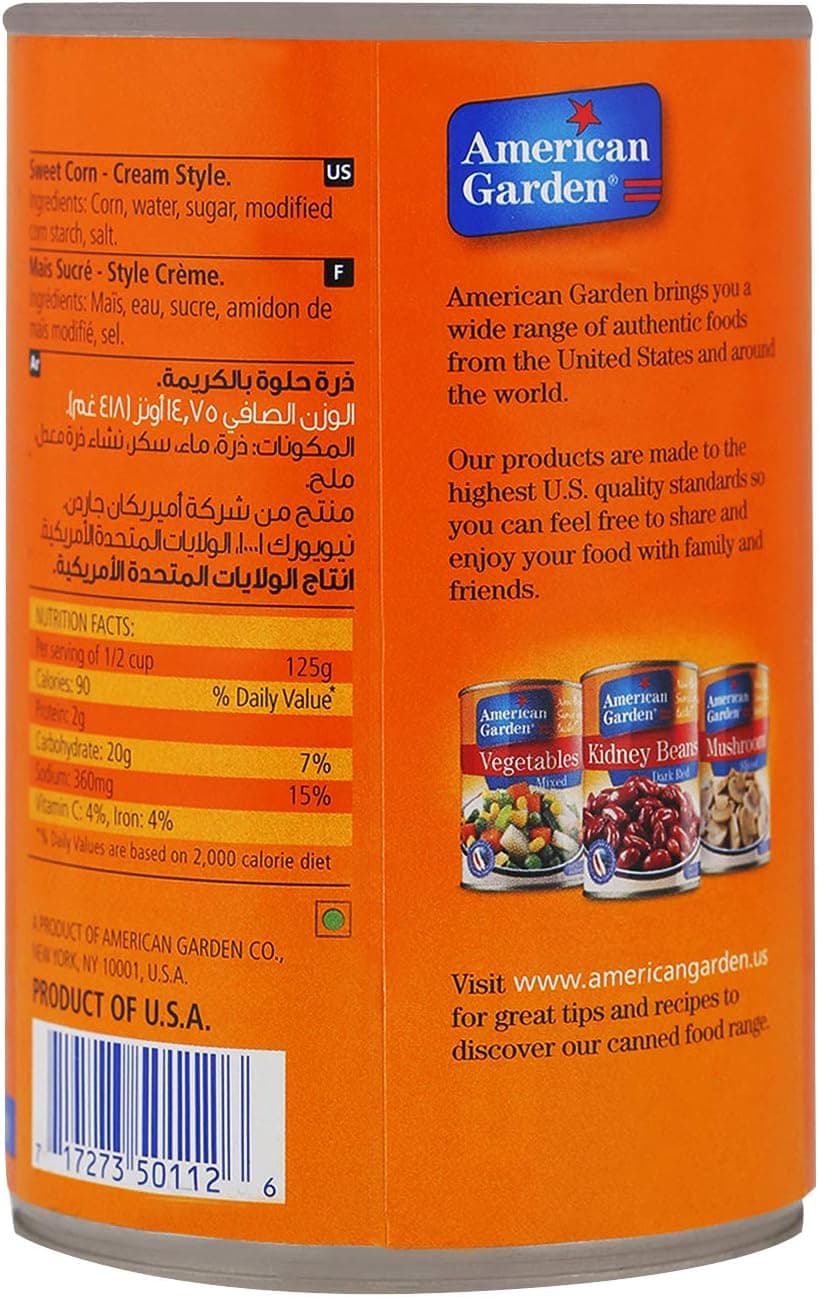 Sweet Corn - Cream Style.
US
Ingredients: Corn, water, sugar, modified
corn starch, salt.
Maïs Sucré - Style Crème.
F
Ingrédients: Maïs, eau, sucre, amidon de
maïs modifié, sel.
Ar
ذرة حلوة بالكريمة.
الوزن الصافي ١٤,٧٥ أونز (٤١٨ غم).
المكونات: ذرة، ماء، سكر، نشاء ذرة معدل،
ملح.
منتج من شركة أميريكان جاردن،
نيويورك ١٠٠٠١، الولايات المتحدة الأمريكية.
انتاج الولايات المتحدة الأمريكية.
NUTRITION FACTS:
Per serving of 1/2 cup 125g
Calories: 90 % Daily Value*
Protein: 2g
Carbohydrate: 20g 7%
Sodium: 360mg 15%
Vitamin C: 4%, Iron: 4%
*% Daily Values are based on 2,000 calorie diet
A PRODUCT OF AMERICAN GARDEN CO.,
NEW YORK, NY 10001, U.S.A.
PRODUCT OF U.S.A.
7 17273 50112 6
American
Garden®
American Garden brings you a
wide range of authentic foods
from the United States and around
the world.
Our products are made to the
highest U.S. quality standards so
you can feel free to share and
enjoy your food with family and
friends.
American
Garden
Vegetables
Mixed
American
Garden
Kidney Beans
Dark Red
American
Garden
Mushroom
Sliced
Visit www.americangarden.us
for great tips and recipes to
discover our canned food range.